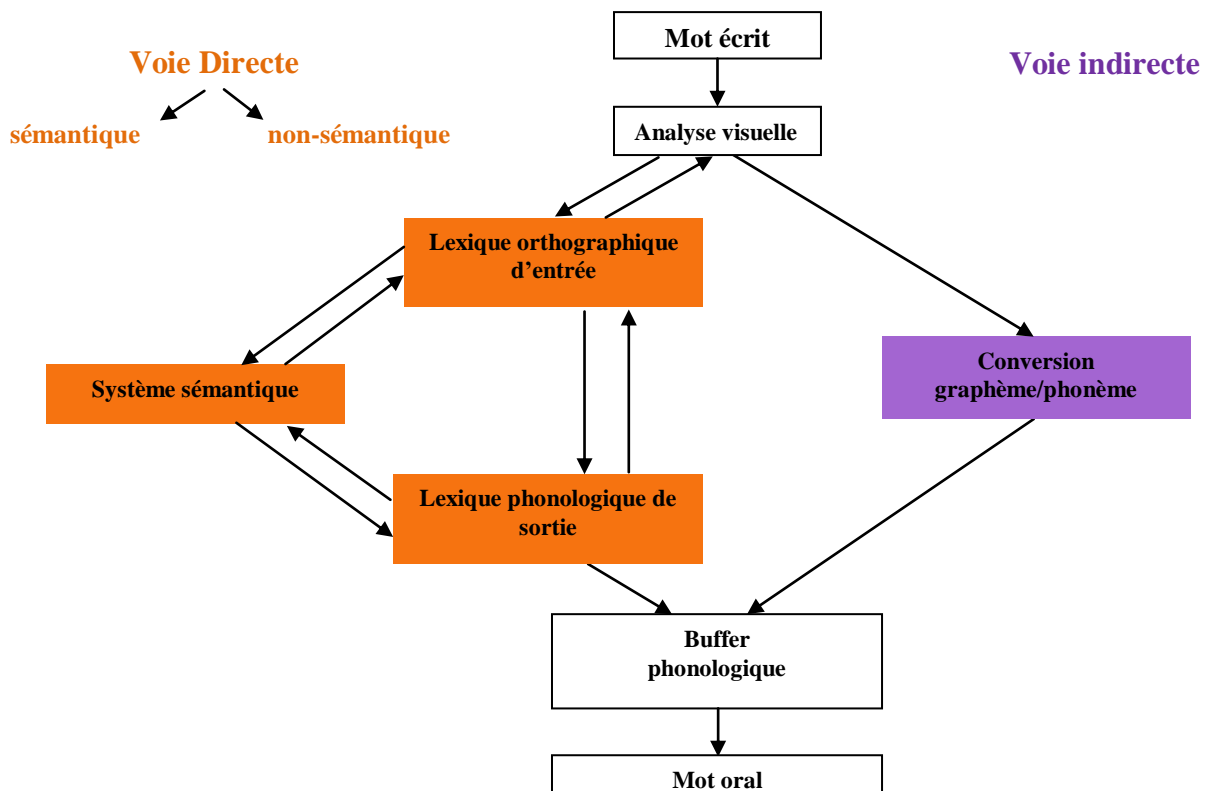 Mot écrit
Voie Directe
Voie indirecte
sémantique
non-sémantique
Analyse visuelle
Lexique orthographique
d’entrée
Système sémantique
Conversion
graphème/phonème
Lexique phonologique de
sortie
Buffer
phonologique
Mot oral